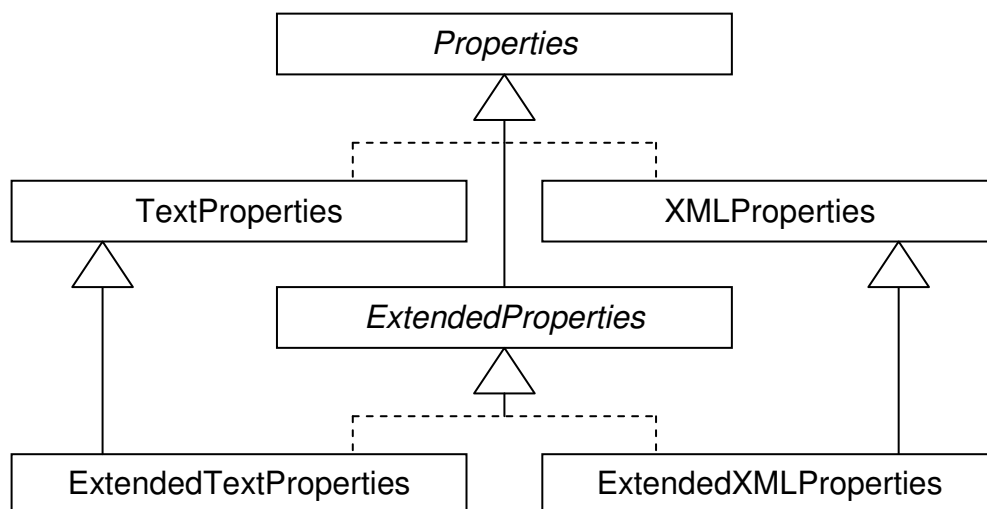 Properties
TextProperties
XMLProperties
ExtendedProperties
ExtendedTextProperties
ExtendedXMLProperties